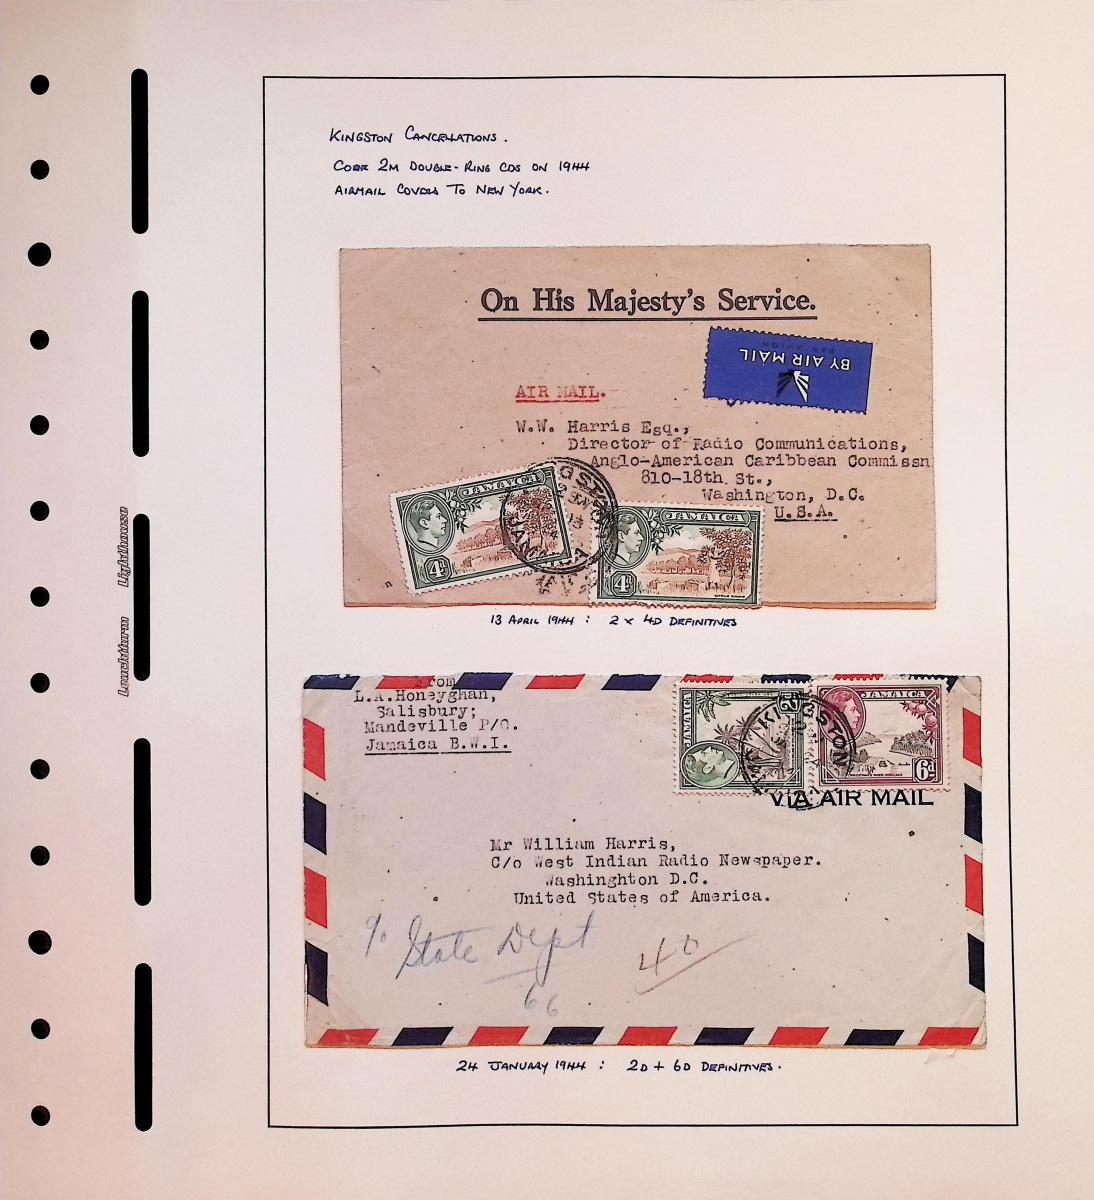 KINGSTON CANCELLATIONS.
CODE 2M DOUBLE-RING CDS ON 1944
AIRMAIL COVERS TO NEW YORK.
On His Majesty's Service.
BY AIR MAIL
PAR AVION
AIR MAIL.
W.W. Harris Esq.,
Director of Radio Communications,
Anglo-American Caribbean Commissn
810-18th. St.,
Washington, D.C.
U.S.A.
JAMAICA
4d
JAMAICA
4d
13 APRIL 1944 : 2 x 4D DEFINITIVES
From
L.A.Honeyghan,
Salisbury;
Mandeville P/O.
Jamaica B.W.I.
JAMAICA
JAMAICA
6d
KINGSTON
VIA AIR MAIL
Mr William Harris,
C/o West Indian Radio Newspaper.
Washinghton D.C.
United States of America.
c/o State Dept
66
40
24 JANUARY 1944 : 2D + 6D DEFINITIVES.
Leuchtturm Lighthouse